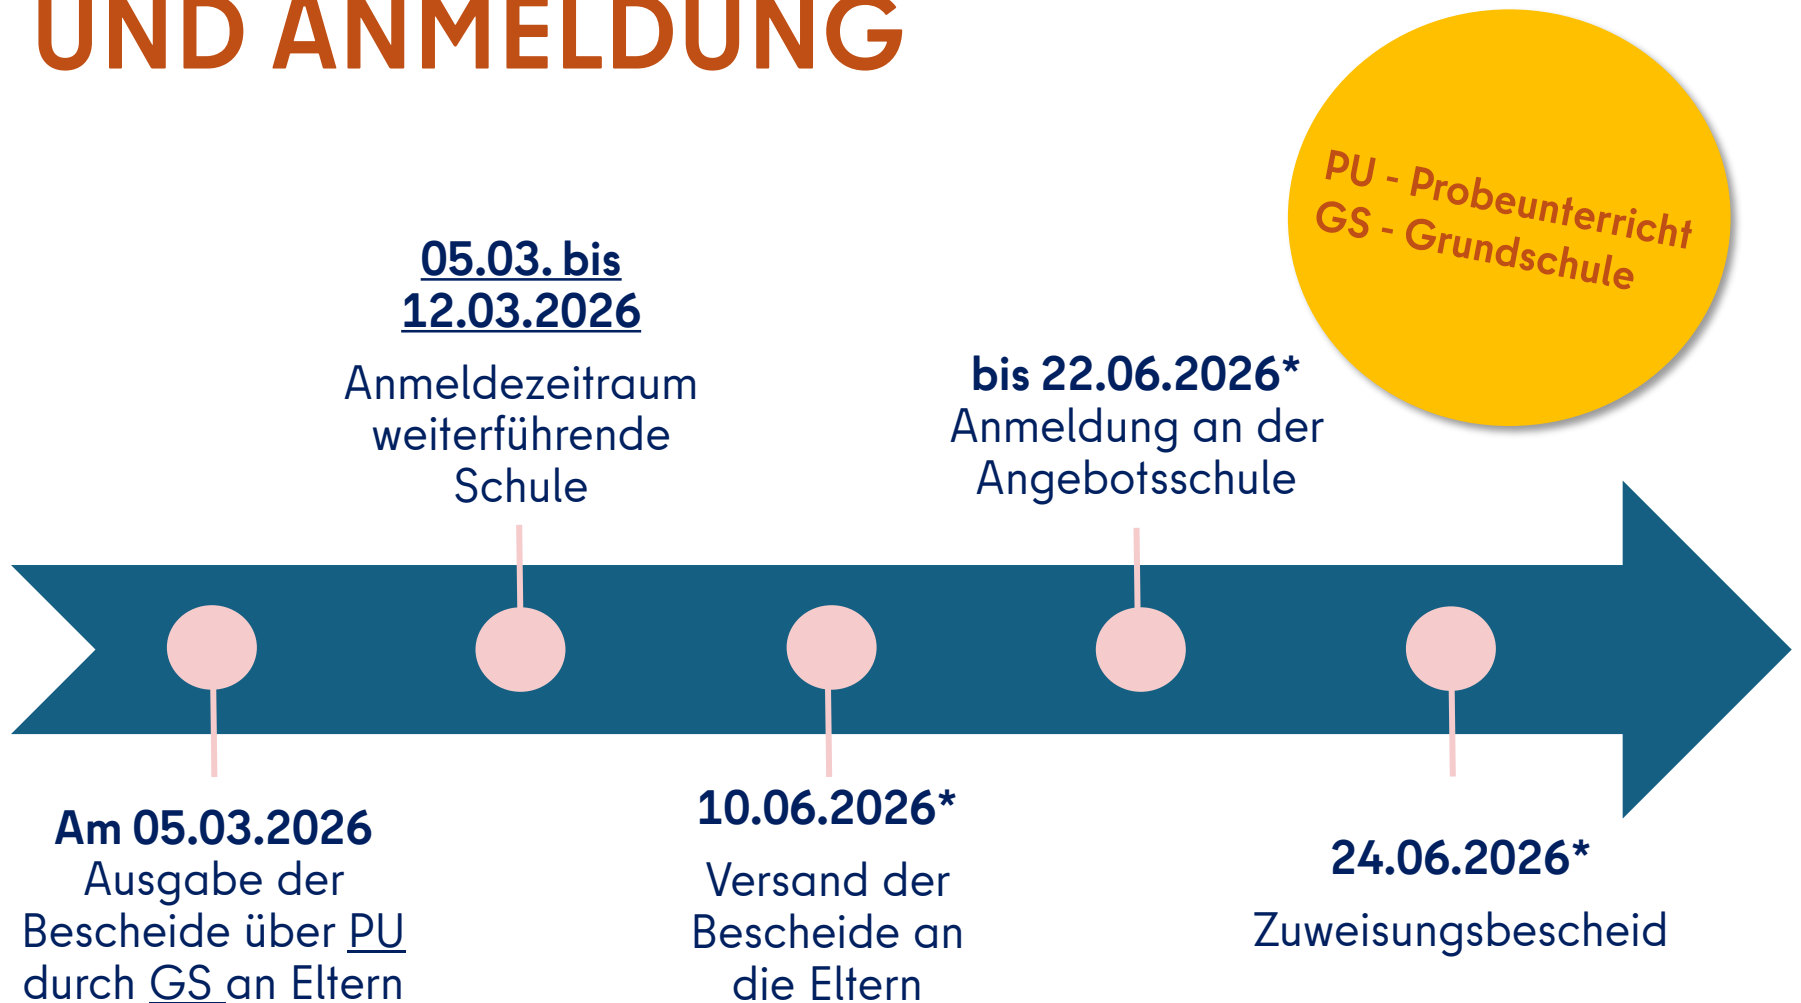 UND ANMELDUNG
PU - Probeunterricht
GS - Grundschule
05.03. bis
12.03.2026
Anmeldezeitraum
weiterführende
Schule
bis 22.06.2026*
Anmeldung an der
Angebotsschule
Am 05.03.2026
Ausgabe der
Bescheide über PU
durch GS an Eltern
10.06.2026*
Versand der
Bescheide an
die Eltern
24.06.2026*
Zuweisungsbescheid